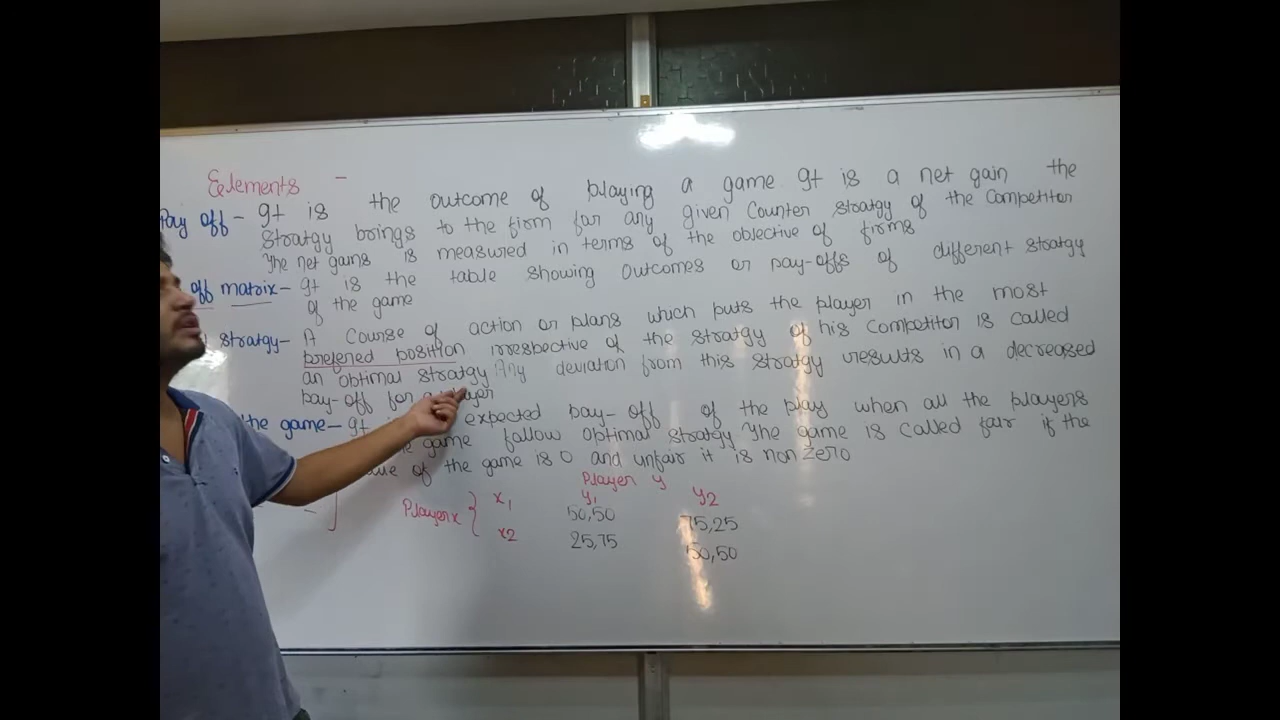 Eelements -
Pay off - It is the outcome of playing a game It is a net gain the
Stratgy brings to the firm for any given Counter stratgy of the Competitor
The net gains is measured in terms of the objective of firms
off matrix - It is the table showing outcomes or pay-offs of different stratgy
of the game
stratgy - A Course of action or plans which puts the player in the most
prefered position irrespective of the stratgy of his Competitor is called
an optimal stratgy Any deviation from this stratgy results in a decreased
pay-off for a player
the game - It expected pay-off of the play when all the players
game follow optimal stratgy The game is called fair if the
of the game is 0 and unfair it is non zero
Player y
Player x { x1 y1 y2
50,50 75,25
x2 25,75 50,50